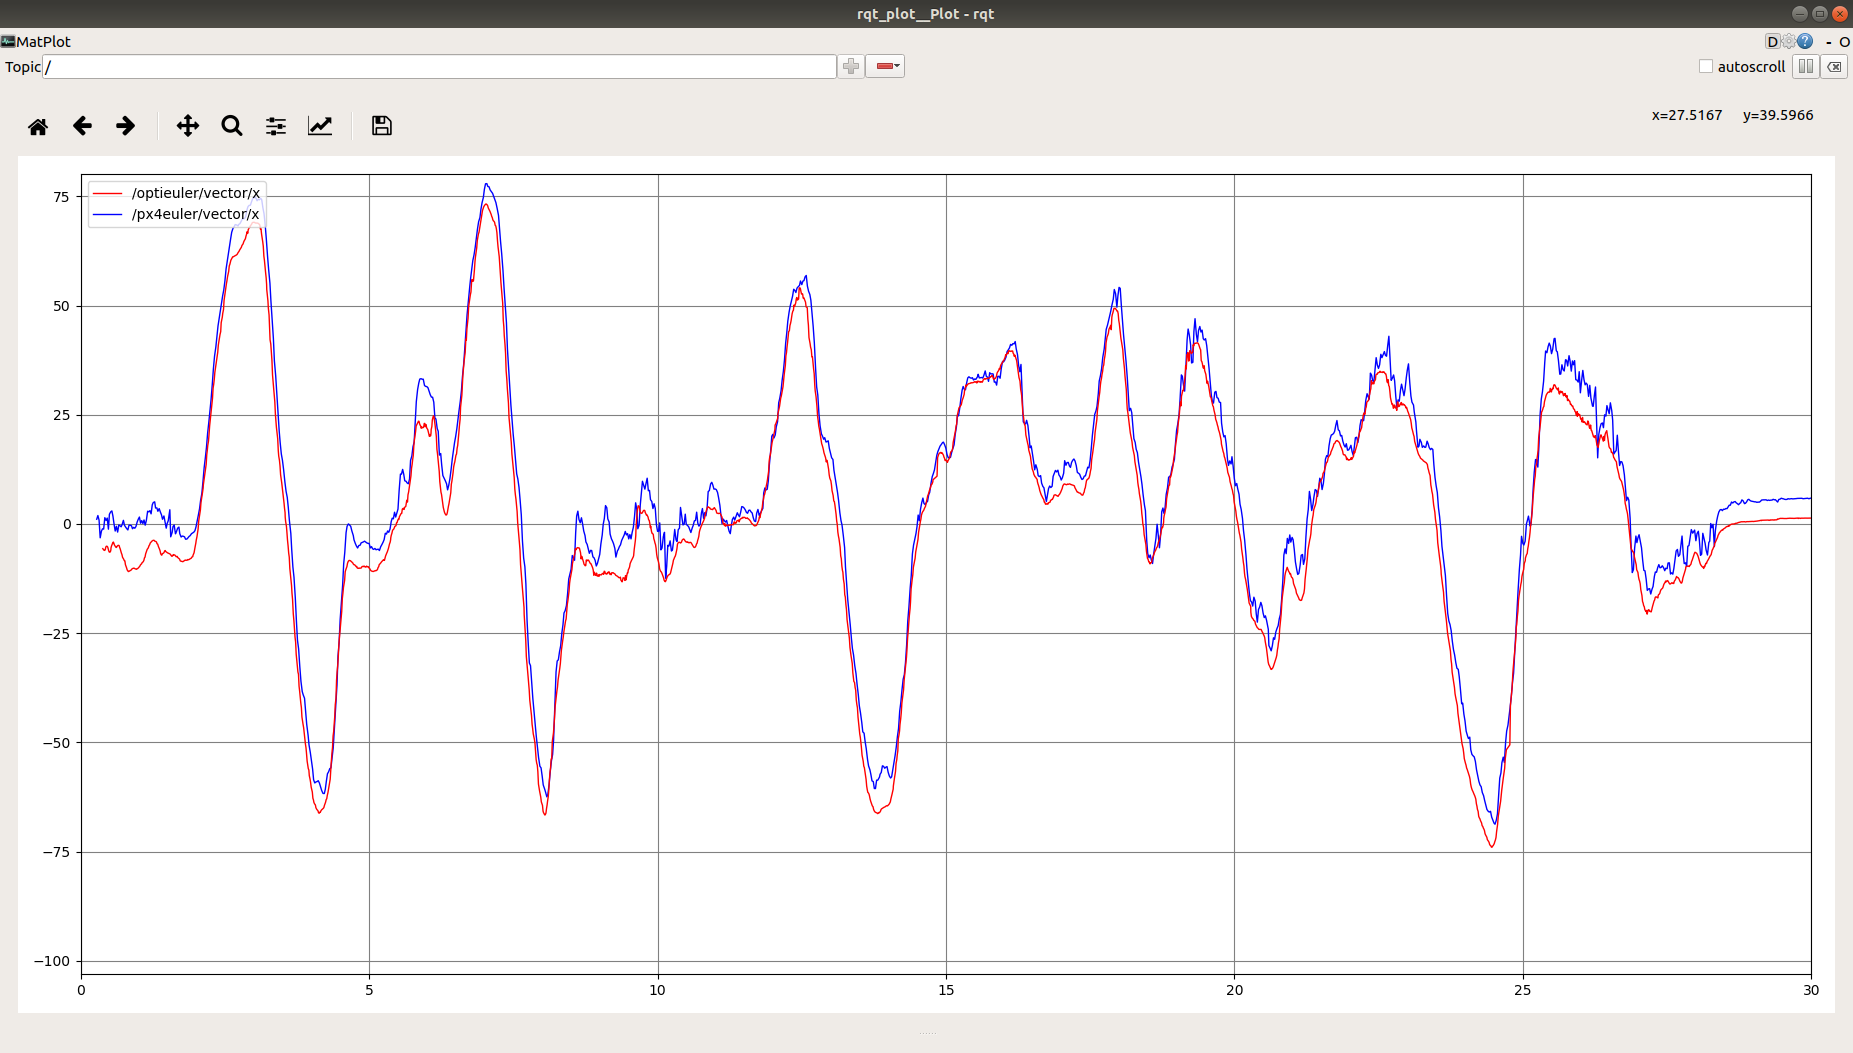 rqt_plot__Plot - rqt
MatPlot
D ? - O
Topic /
autoscroll
x=27.5167 y=39.5966
/optieuler/vector/x
/px4euler/vector/x
75
50
25
0
−25
−50
−75
−100
0 5 10 15 20 25 30